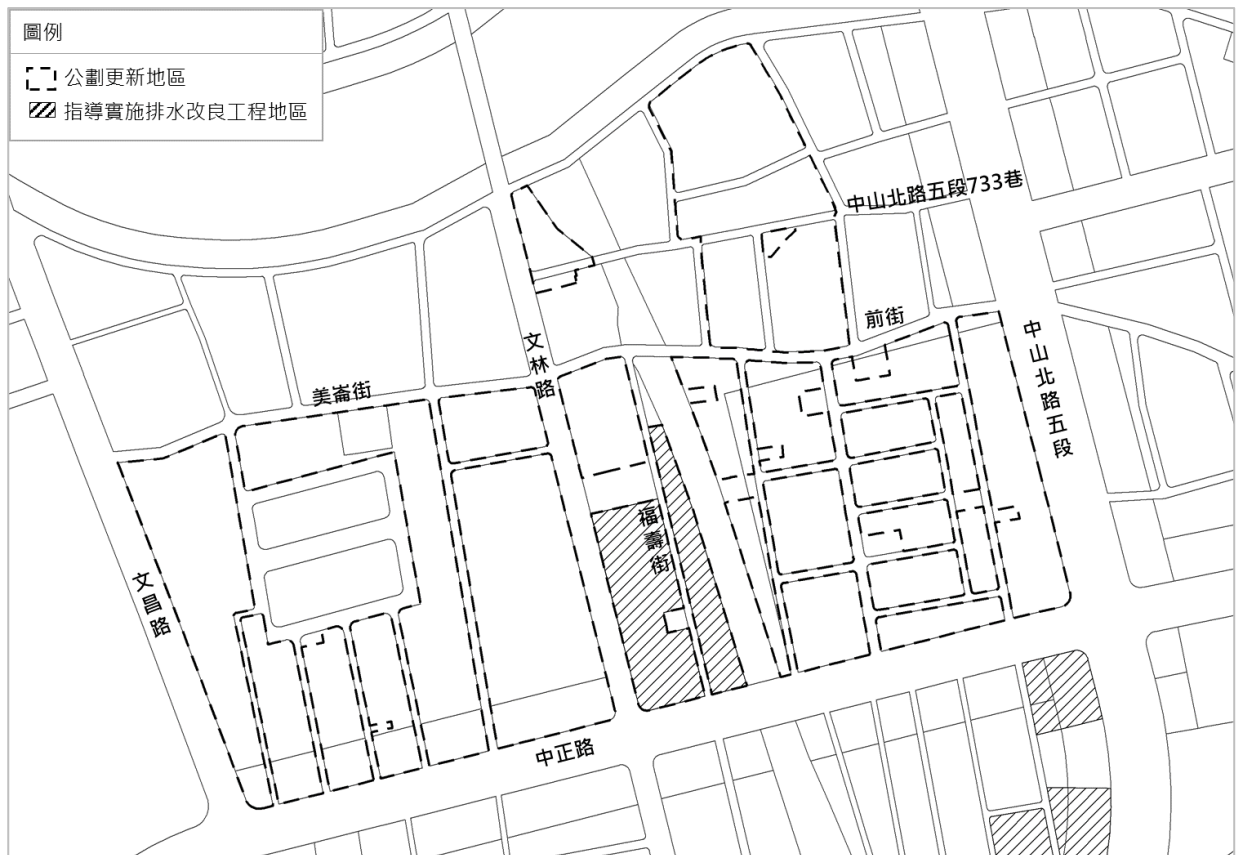 圖例
公劃更新地區
指導實施排水改良工程地區
中山北路五段733巷
前街
中山北路五段
文林路
美崙街
福壽街
文昌路
中正路